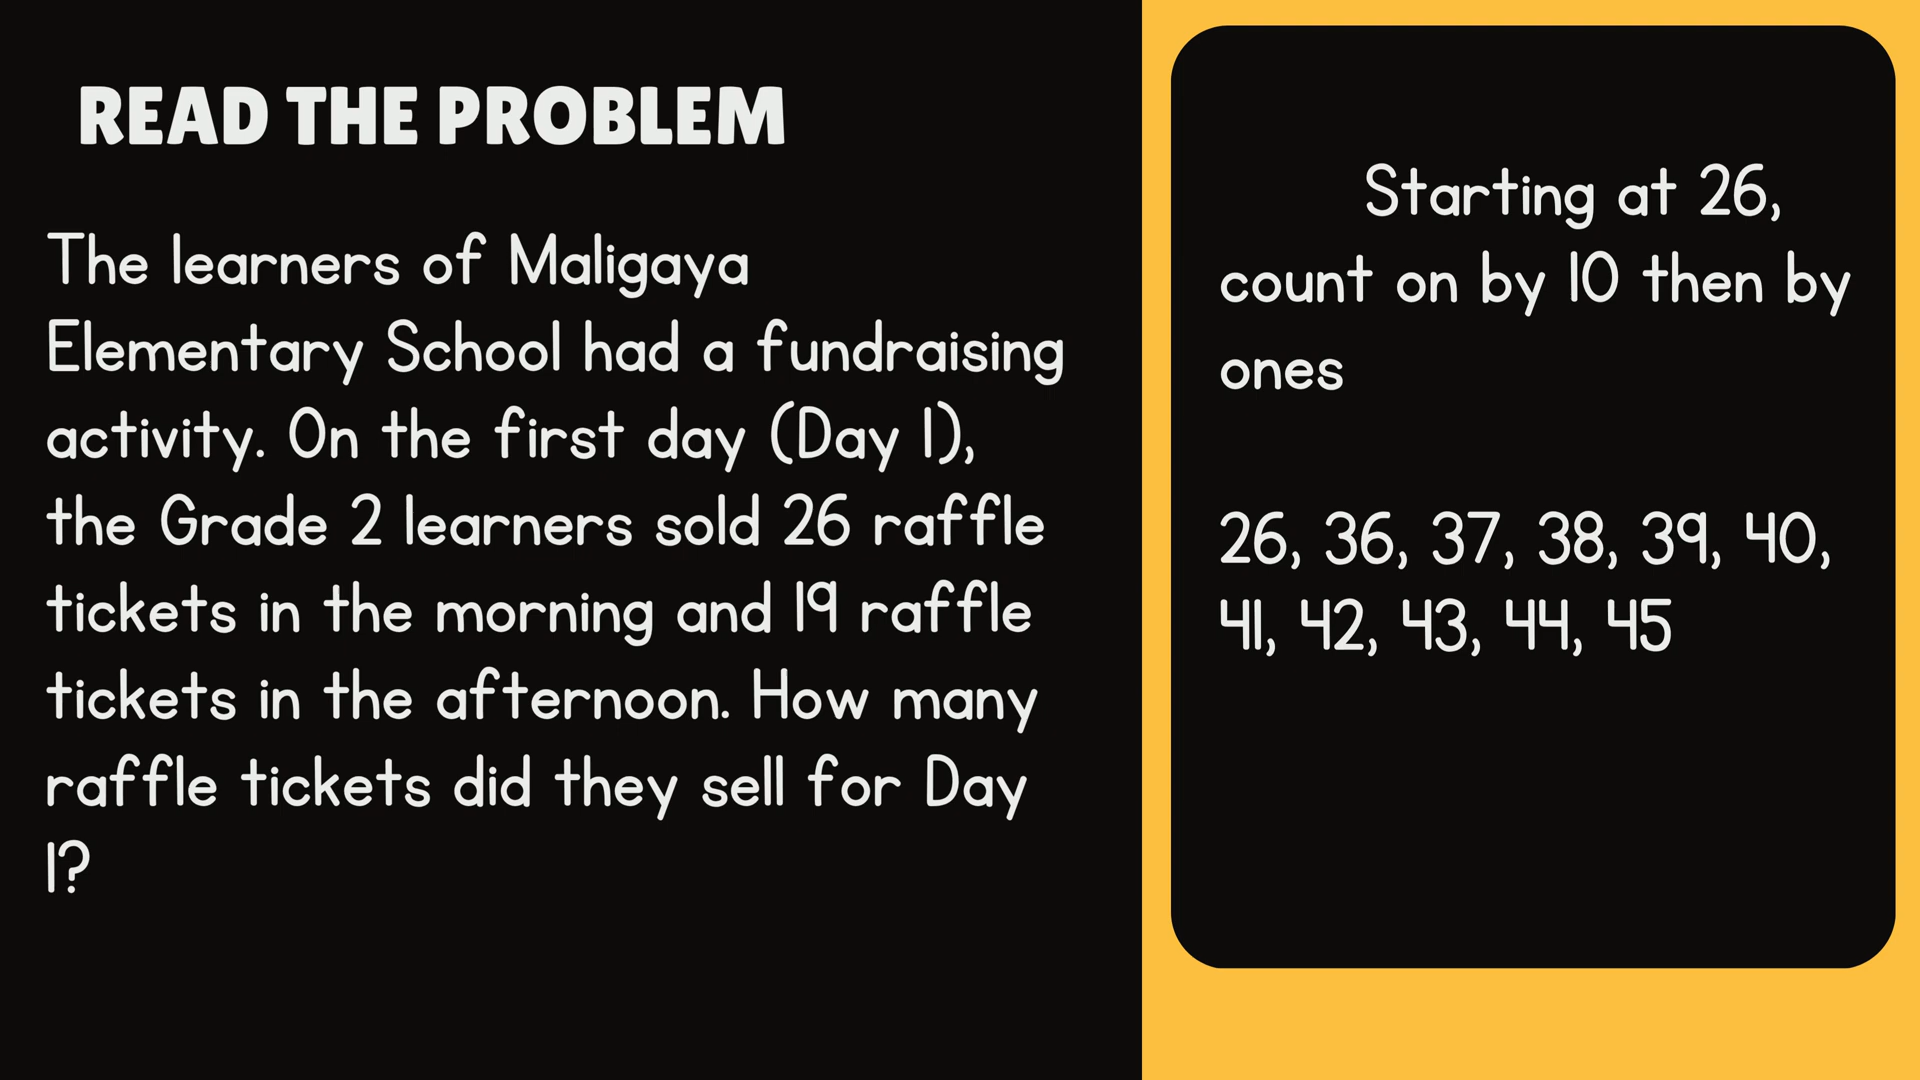 READ THE PROBLEM
The learners of Maligaya
Elementary School had a fundraising
activity. On the first day (Day 1),
the Grade 2 learners sold 26 raffle
tickets in the morning and 19 raffle
tickets in the afternoon. How many
raffle tickets did they sell for Day
1?
Starting at 26,
count on by 10 then by
ones
26, 36, 37, 38, 39, 40,
41, 42, 43, 44, 45